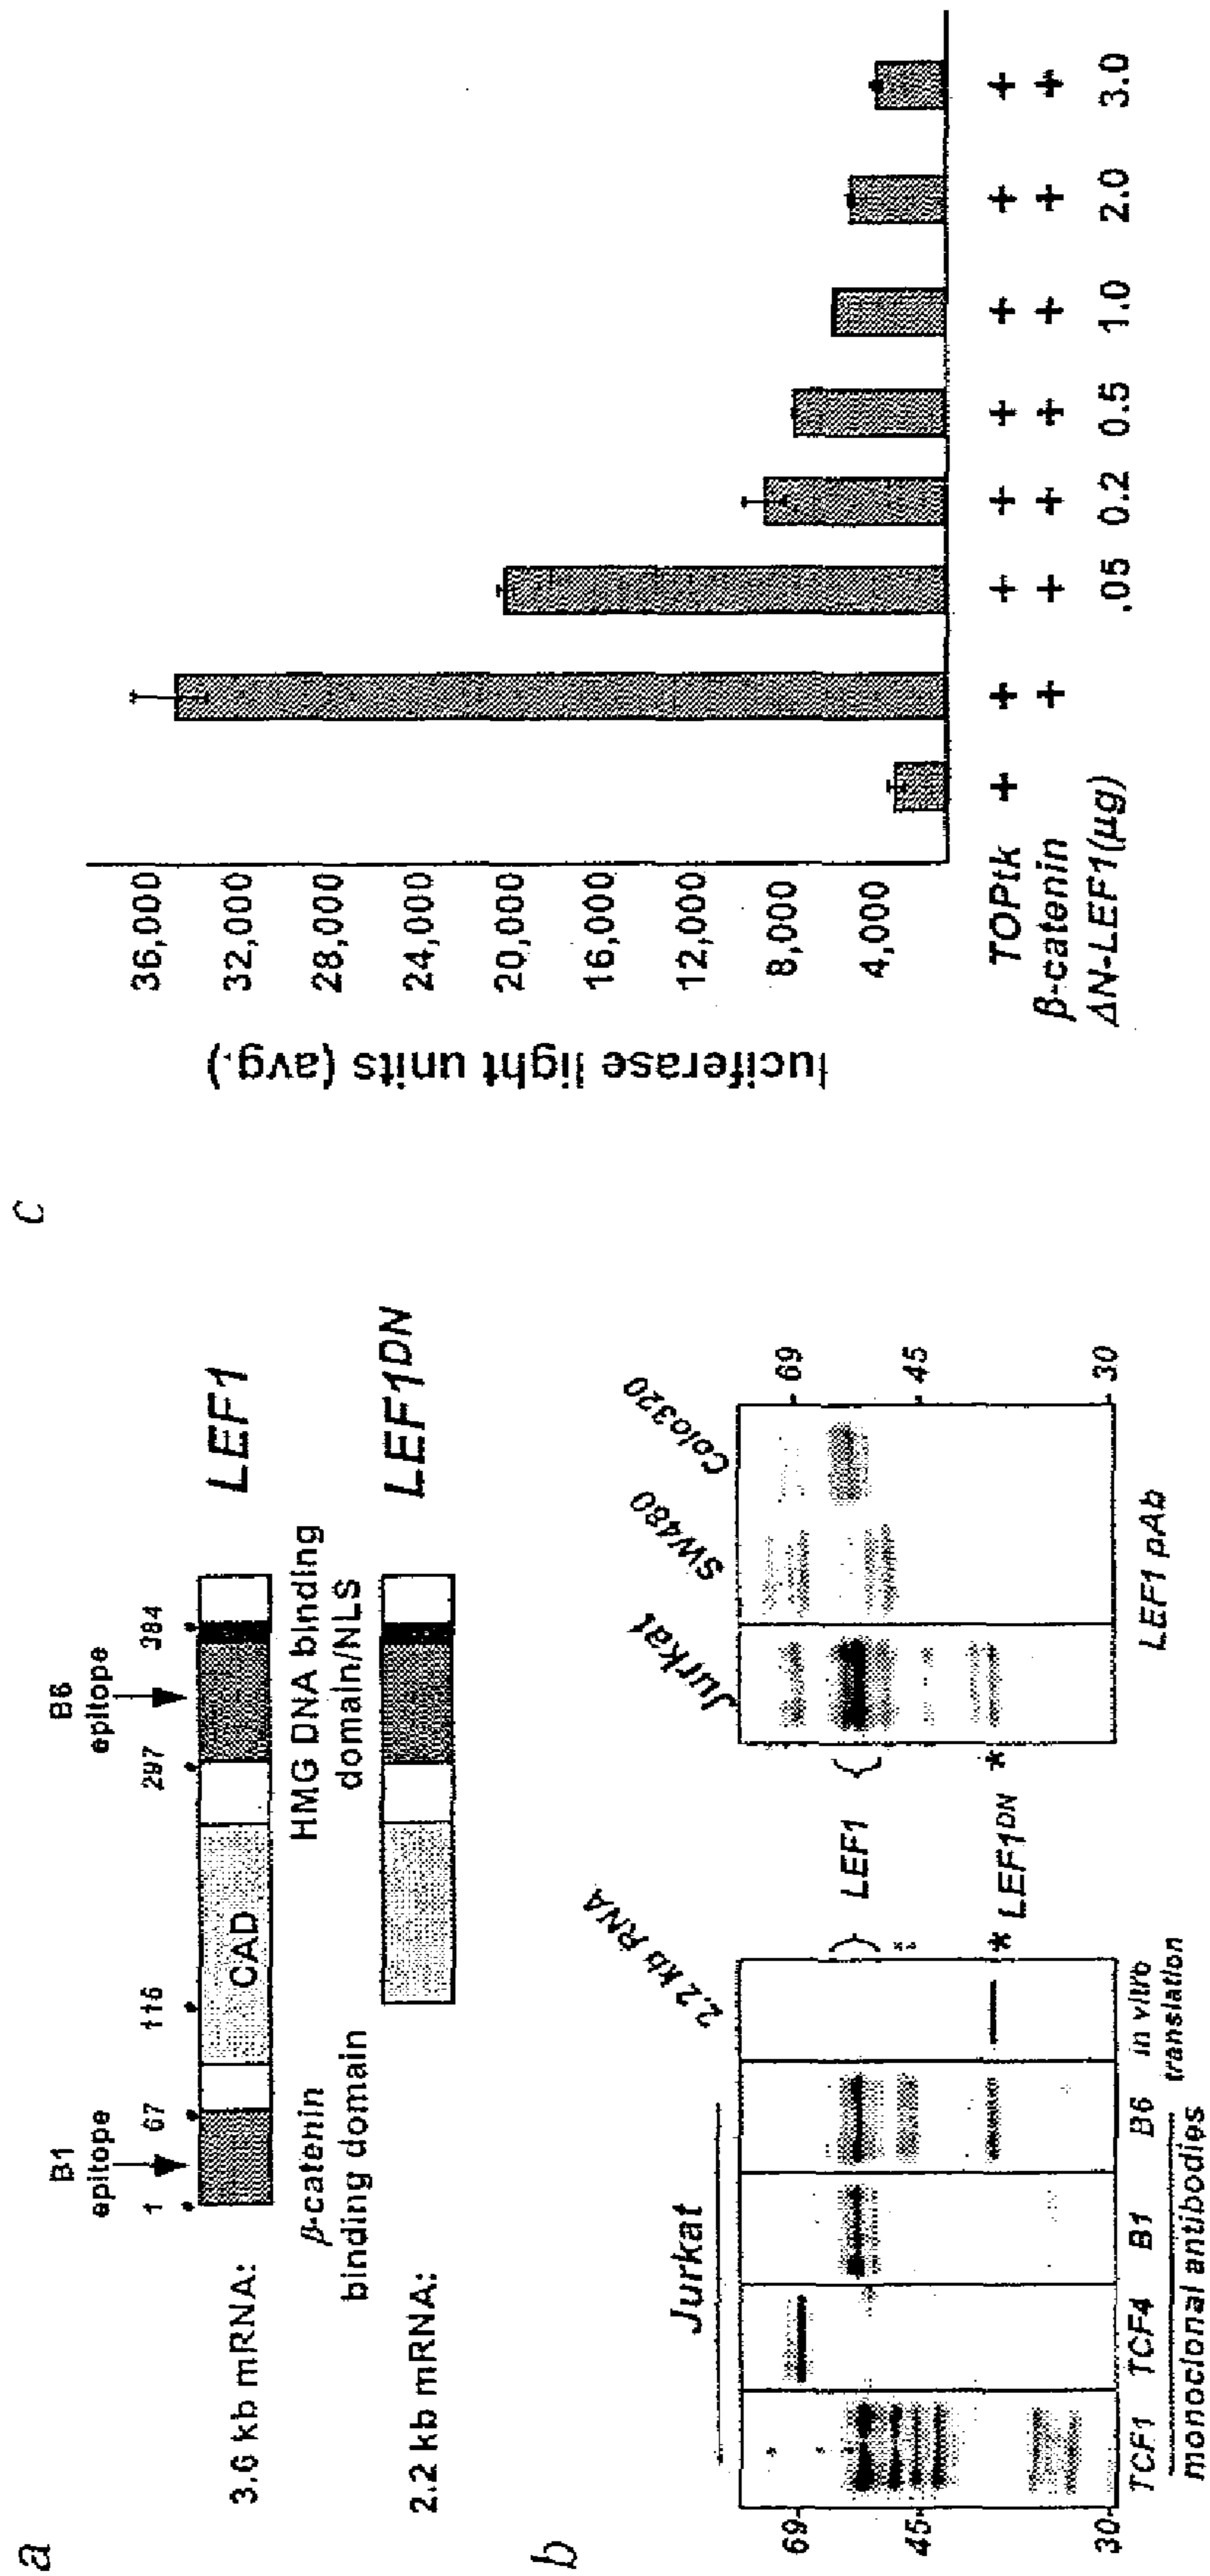 a
B1
epitope
B6
epitope
1 67 116 297 384
3.6 kb mRNA:
CAD
LEF1
β-catenin
binding domain
HMG DNA binding
domain/NLS
2.2 kb mRNA:
LEF1DN
b
Jurkat
2.2 kb RNA
Jurkat
SW480
Colo320
69-
45-
30-
LEF1
* LEF1DN *
- 69
- 45
30
TCF1 TCF4 B1 B6
monoclonal antibodies
in vitro
translation
LEF1 pAb
c
luciferase light units (avg.)
36,000
32,000
28,000
24,000
20,000
16,000
12,000
8,000
4,000
TOPtk + + + + + + + +
β-catenin + + + + + + +
ΔN-LEF1(μg) .05 0.2 0.5 1.0 2.0 3.0